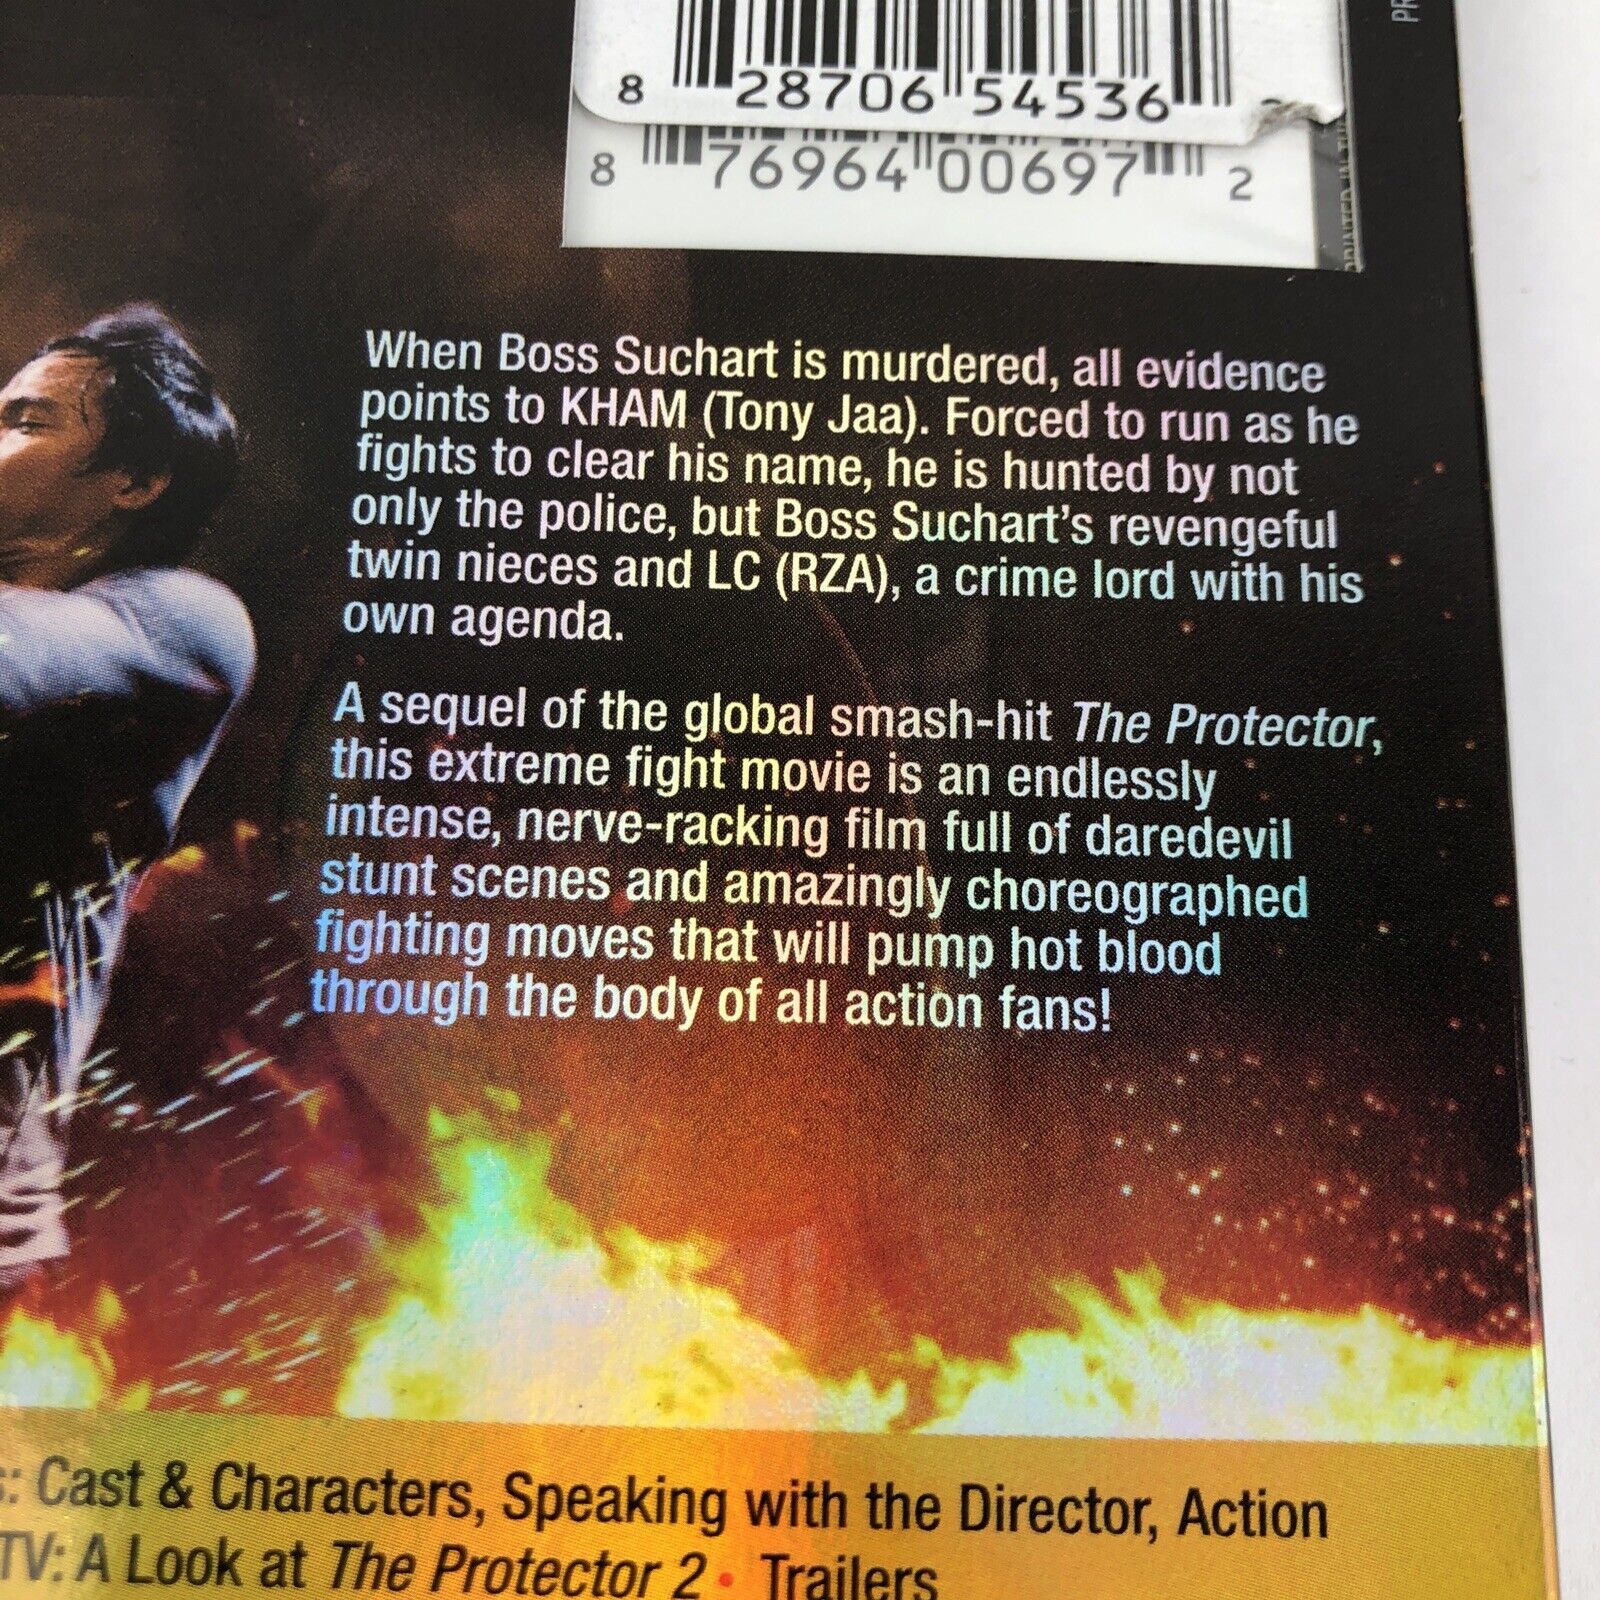 PR
8 28706 54536
8 76964 00697 2
When Boss Suchart is murdered, all evidence
points to KHAM (Tony Jaa). Forced to run as he
fights to clear his name, he is hunted by not
only the police, but Boss Suchart's revengeful
twin nieces and LC (RZA), a crime lord with his
own agenda.
A sequel of the global smash-hit The Protector,
this extreme fight movie is an endlessly
intense, nerve-racking film full of daredevil
stunt scenes and amazingly choreographed
fighting moves that will pump hot blood
through the body of all action fans!
s: Cast & Characters, Speaking with the Director, Action
TV: A Look at The Protector 2 • Trailers